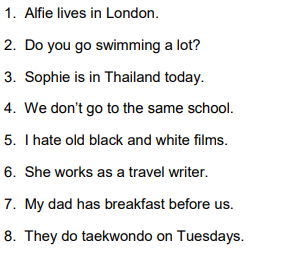 1. Alfie lives in London.
2. Do you go swimming a lot?
3. Sophie is in Thailand today.
4. We don’t go to the same school.
5. I hate old black and white films.
6. She works as a travel writer.
7. My dad has breakfast before us.
8. They do taekwondo on Tuesdays.